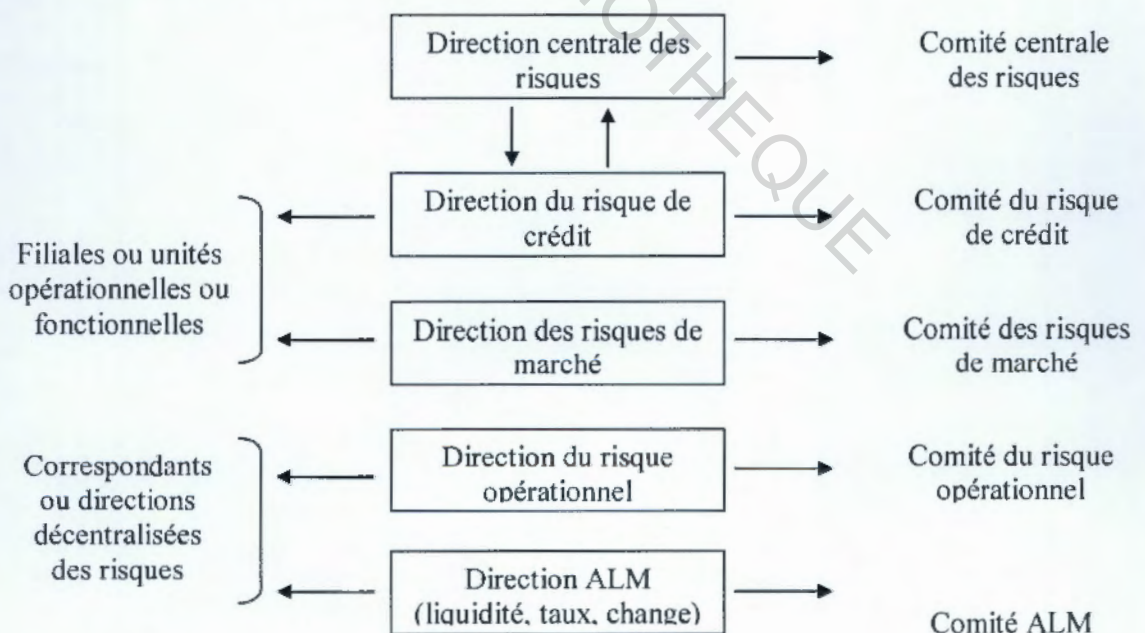 Direction centrale des
risques
Comité centrale
des risques
OTHEQUE
Direction du risque de
crédit
Comité du risque
de crédit
Filiales ou unités
opérationnelles ou
fonctionnelles
Direction des risques de
marché
Comité des risques
de marché
Correspondants
ou directions
décentralisées
des risques
Direction du risque
opérationnel
Comité du risque
opérationnel
Direction ALM
(liquidité, taux, change)
Comité ALM